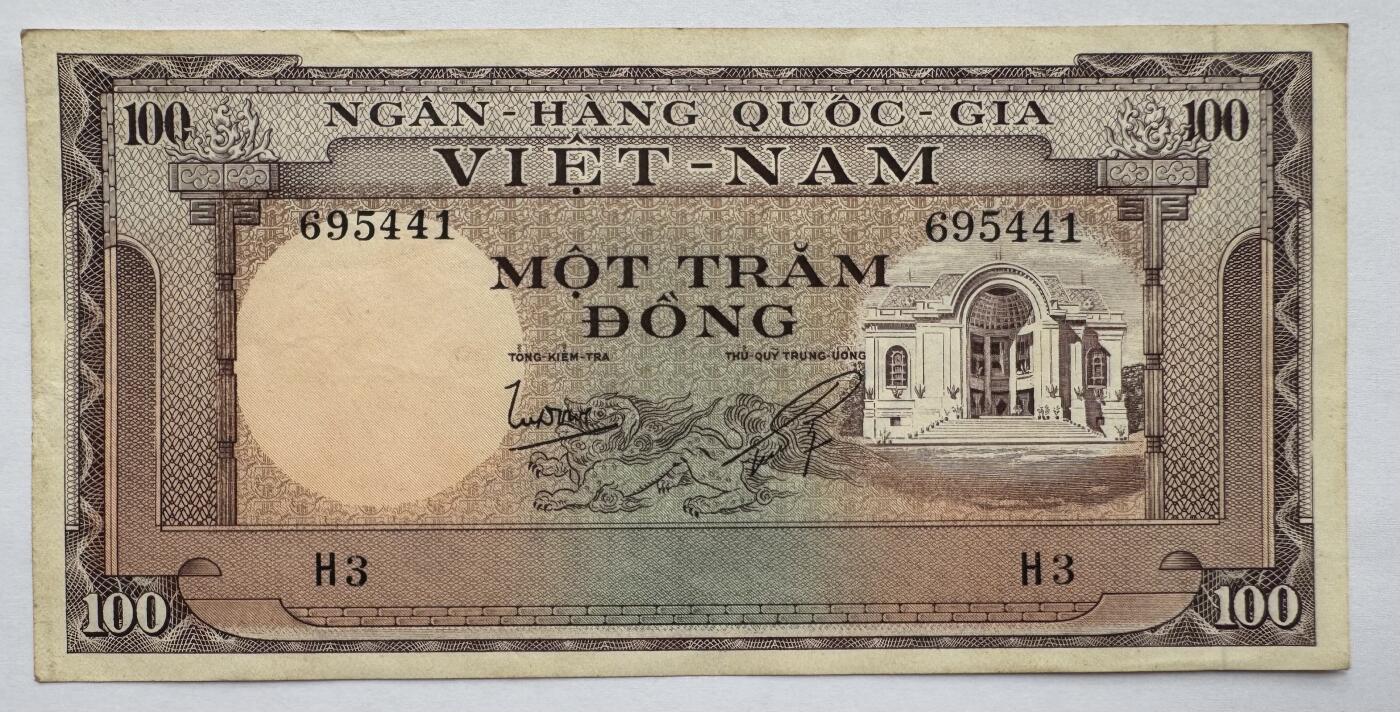 100 NGÂN-HÀNG QUỐC-GIA 100
VIỆT-NAM
695441 695441
MỘT TRĂM
ĐỒNG
TỔNG-KIỂM-TRA THỦ-QUỸ TRUNG-ƯƠNG
H3 H3
100 100